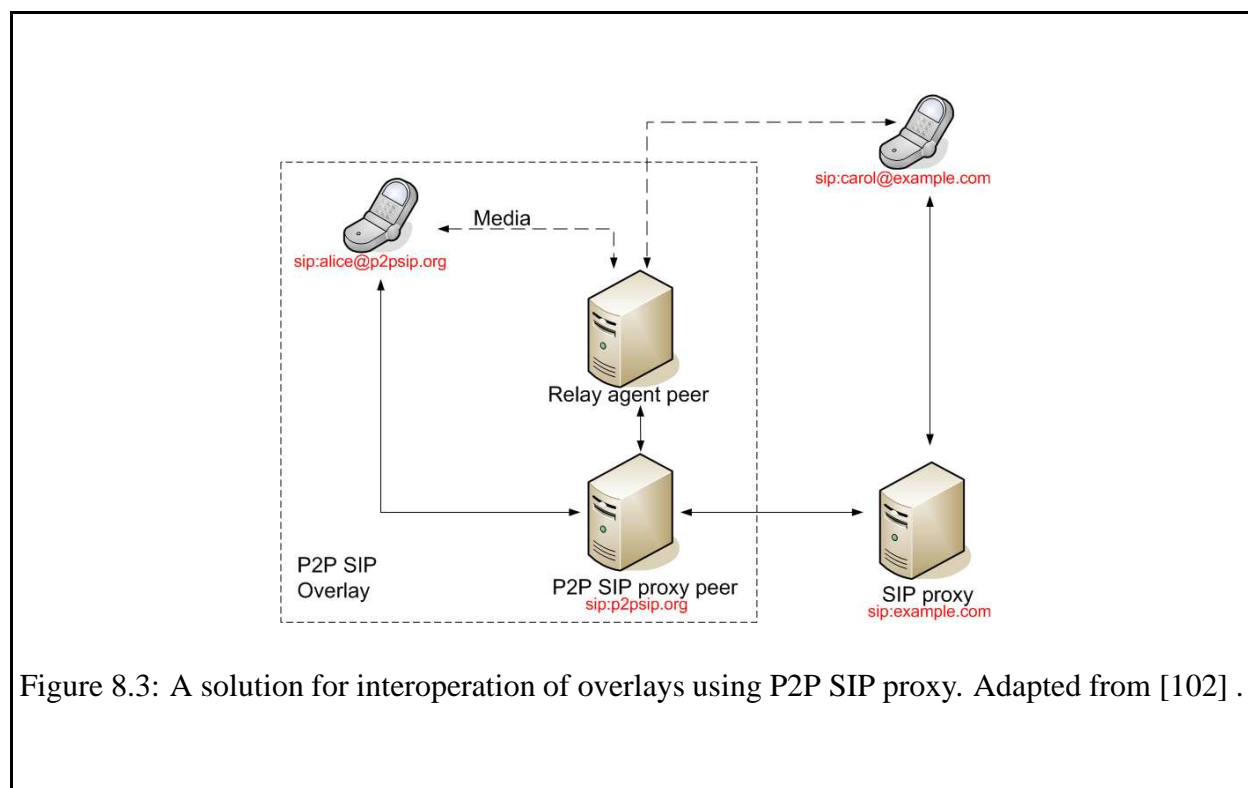 sip:carol@example.com
Media
sip:alice@p2psip.org
Relay agent peer
P2P SIP
Overlay
P2P SIP proxy peer
sip:p2psip.org
SIP proxy
sip:example.com
Figure 8.3: A solution for interoperation of overlays using P2P SIP proxy. Adapted from [102] .